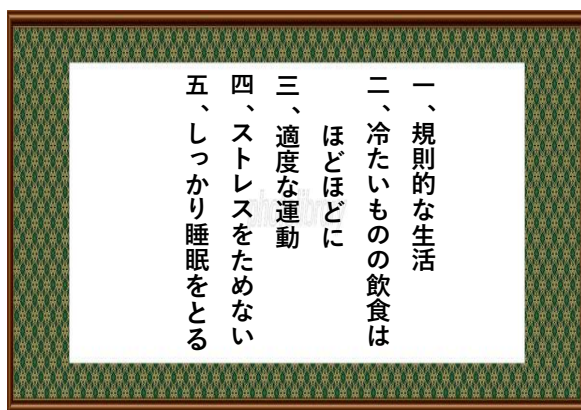 一、規則的な生活
二、冷たいものの飲食は
ほどほどに
三、適度な運動
四、ストレスをためない
五、しっかり睡眠をとる